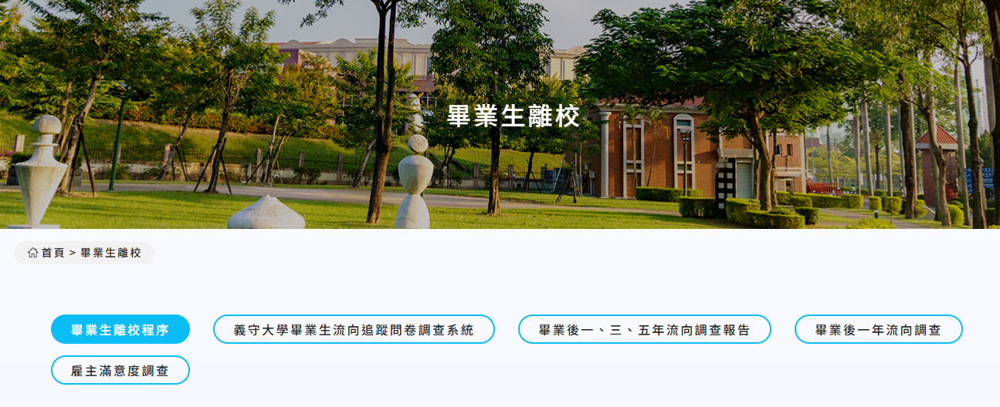 畢業生離校
首頁 > 畢業生離校
畢業生離校程序
義守大學畢業生流向追蹤問卷調查系統
畢業後一、三、五年流向調查報告
畢業後一年流向調查
雇主滿意度調查